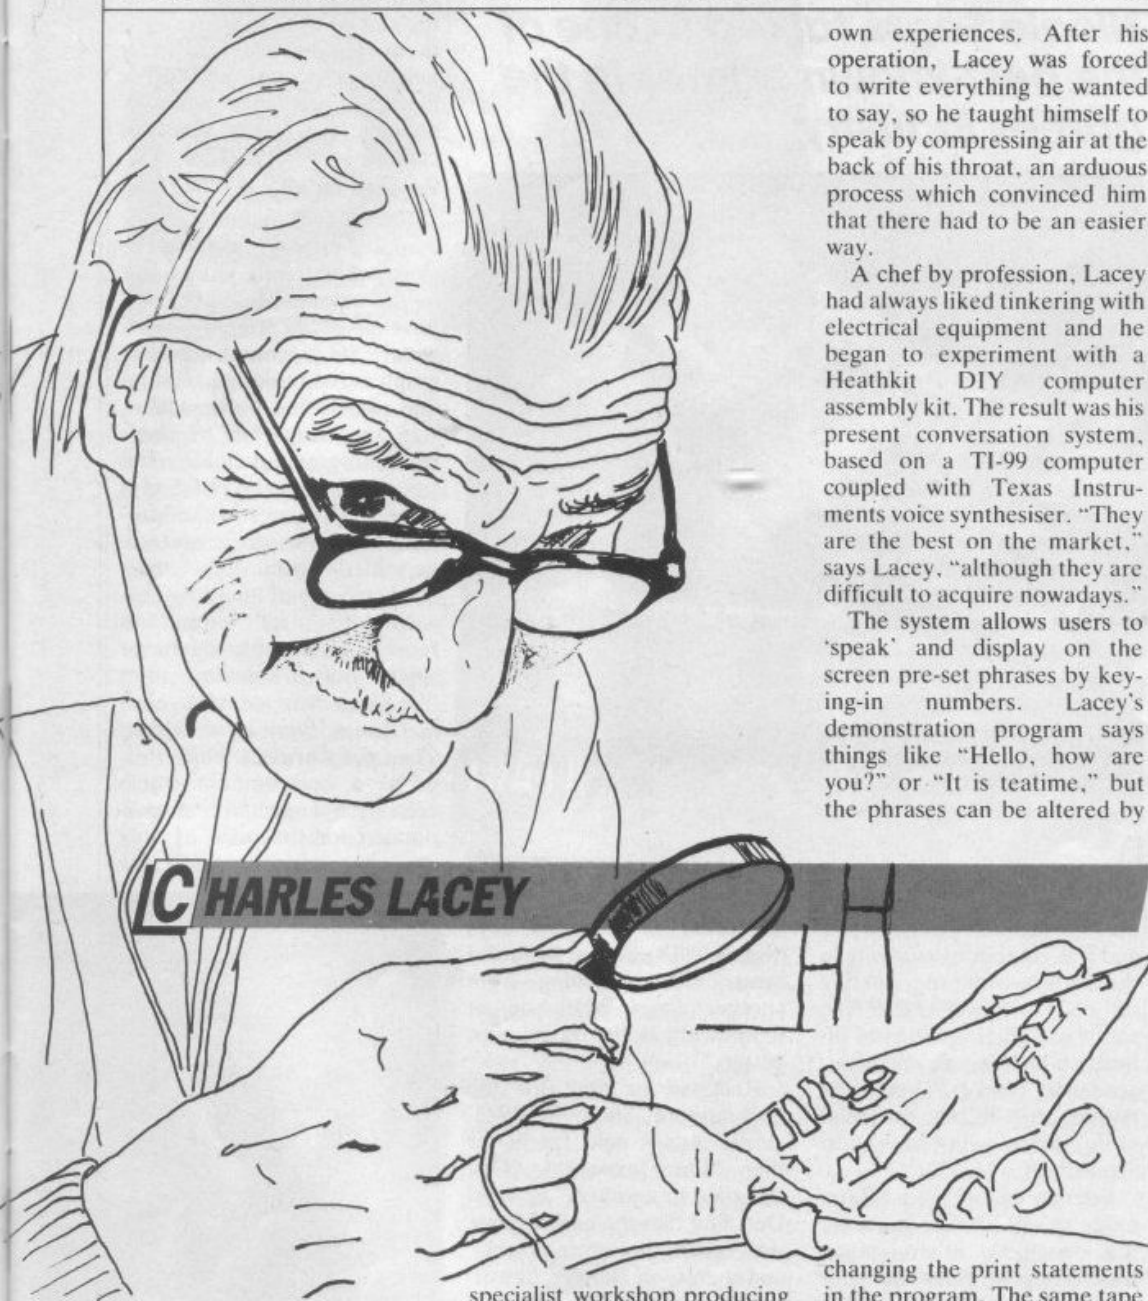 own experiences. After his
operation, Lacey was forced
to write everything he wanted
to say, so he taught himself to
speak by compressing air at the
back of his throat, an arduous
process which convinced him
that there had to be an easier
way.
A chef by profession, Lacey
had always liked tinkering with
electrical equipment and he
began to experiment with a
Heathkit DIY computer
assembly kit. The result was his
present conversation system,
based on a TI-99 computer
coupled with Texas Instru-
ments voice synthesiser. “They
are the best on the market,”
says Lacey, “although they are
difficult to acquire nowadays.”
The system allows users to
‘speak’ and display on the
screen pre-set phrases by key-
ing-in numbers. Lacey’s
demonstration program says
things like “Hello, how are
you?” or “It is teatime,” but
the phrases can be altered by
CHARLES LACEY
specialist workshop producing
changing the print statements
in the program. The same tape